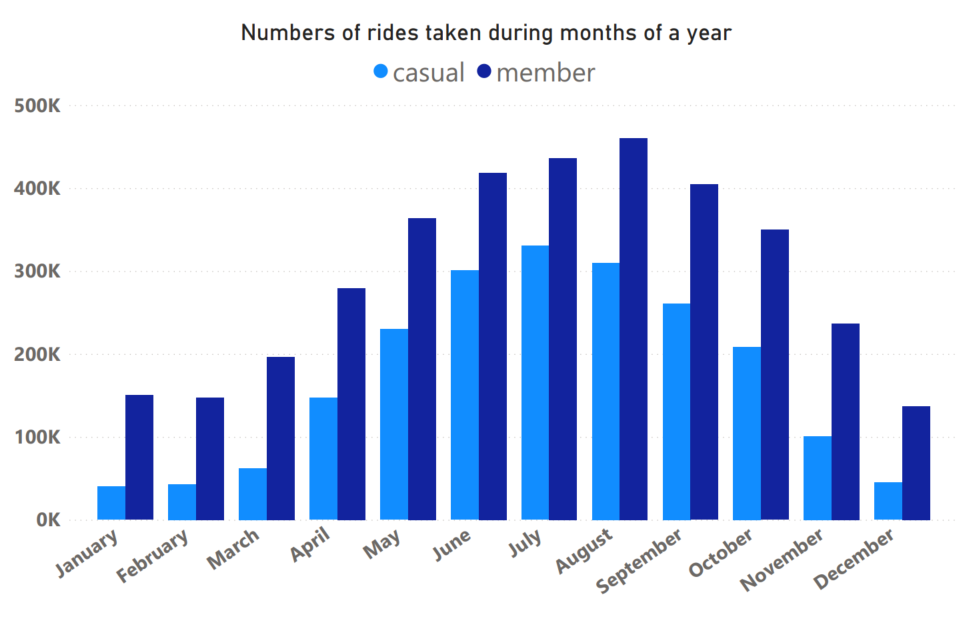 Numbers of rides taken during months of a year
casual member
500K
400K
300K
200K
100K
0K
January
February
March
April
May
June
July
August
September
October
November
December